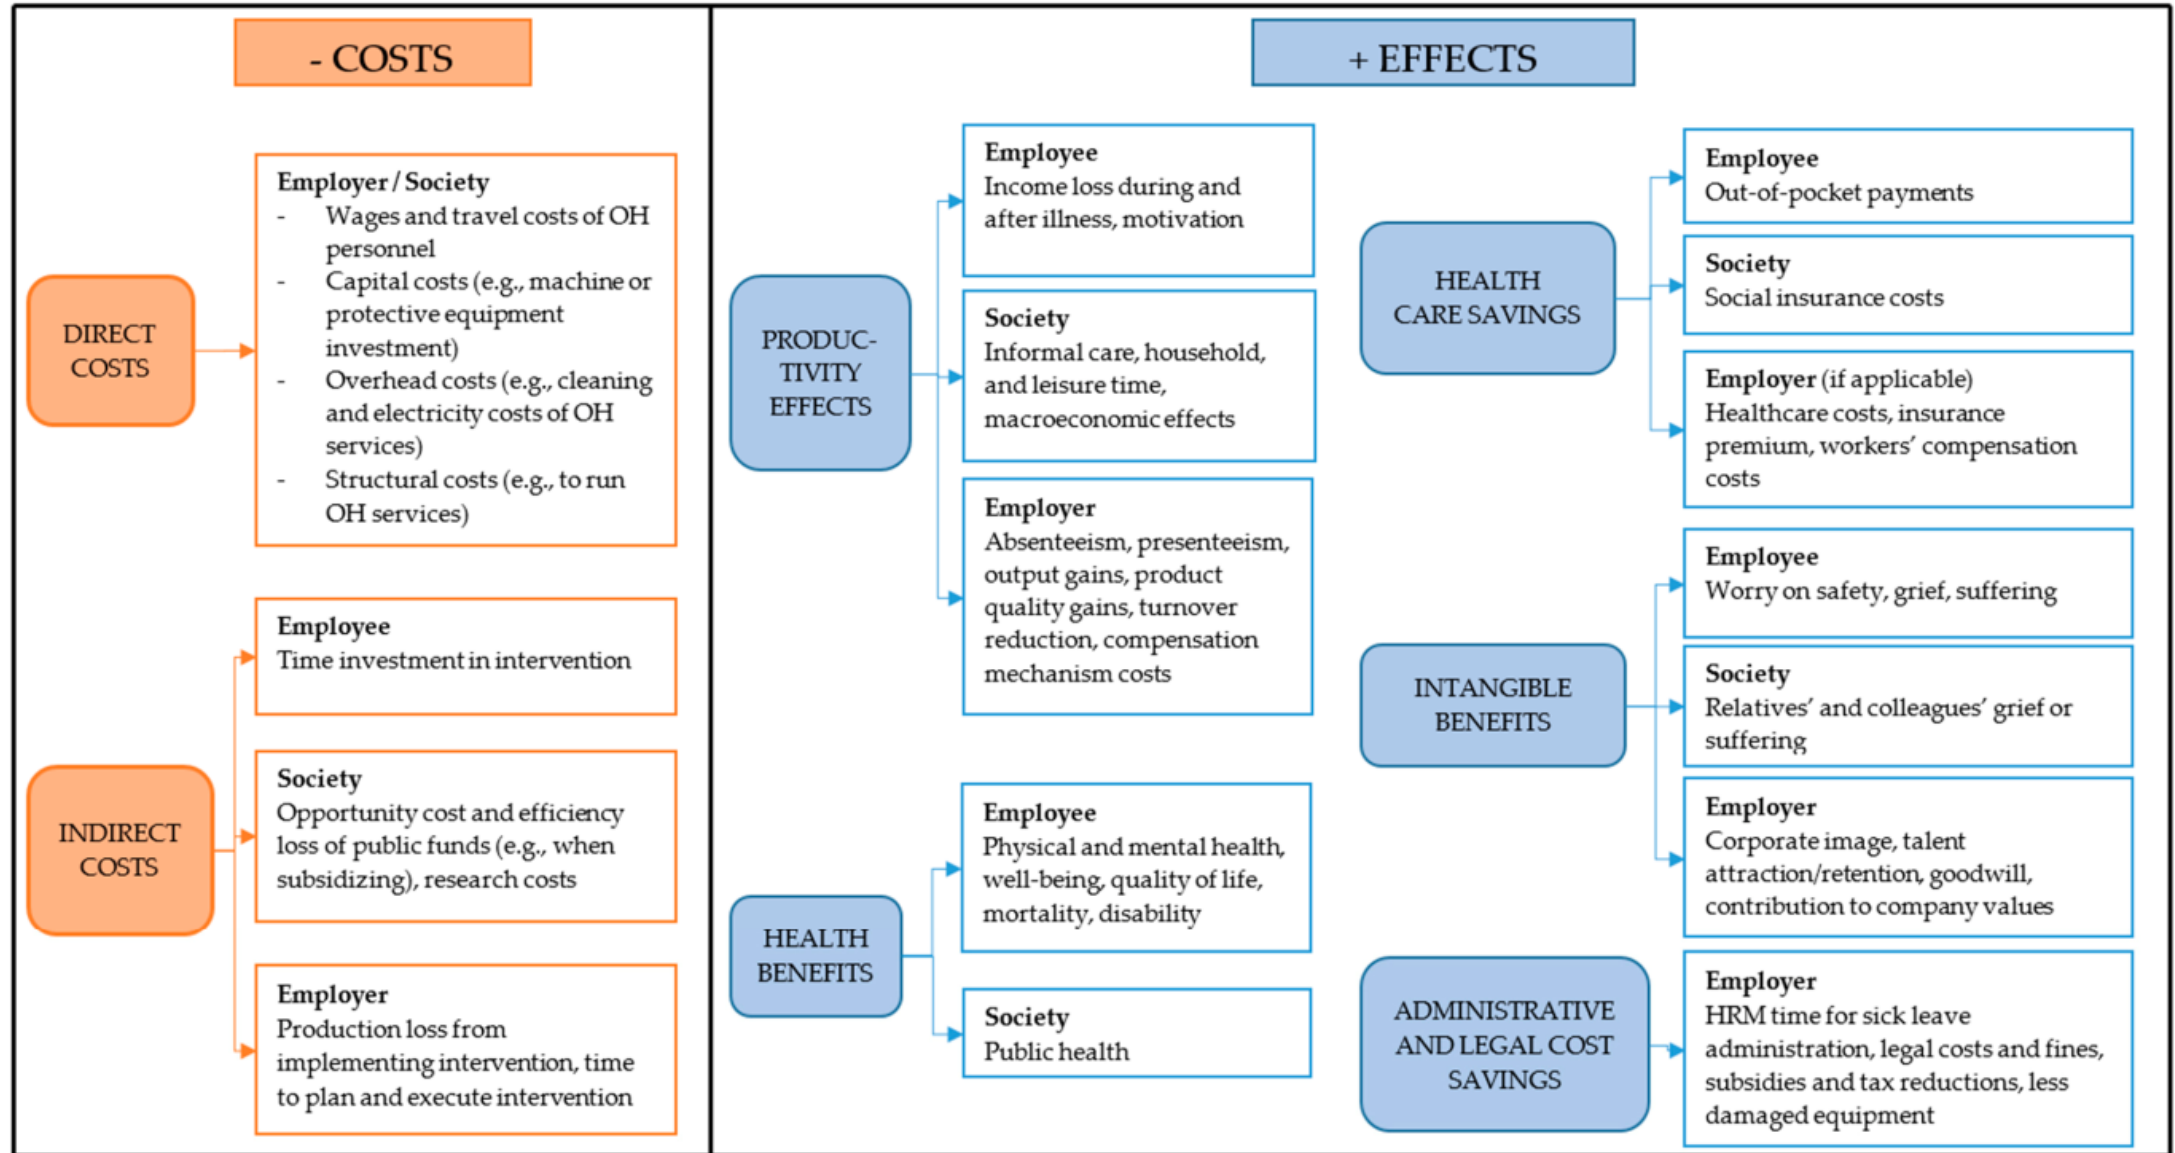 - COSTS
DIRECT
COSTS
Employer / Society
- Wages and travel costs of OH
personnel
- Capital costs (e.g., machine or
protective equipment
investment)
- Overhead costs (e.g., cleaning
and electricity costs of OH
services)
- Structural costs (e.g., to run
OH services)
INDIRECT
COSTS
Employee
Time investment in intervention
Society
Opportunity cost and efficiency
loss of public funds (e.g., when
subsidizing), research costs
Employer
Production loss from
implementing intervention, time
to plan and execute intervention
+ EFFECTS
PRODUC-
TIVITY
EFFECTS
Employee
Income loss during and
after illness, motivation
Society
Informal care, household,
and leisure time,
macroeconomic effects
Employer
Absenteeism, presenteeism,
output gains, product
quality gains, turnover
reduction, compensation
mechanism costs
HEALTH
BENEFITS
Employee
Physical and mental health,
well-being, quality of life,
mortality, disability
Society
Public health
HEALTH
CARE SAVINGS
Employee
Out-of-pocket payments
Society
Social insurance costs
Employer (if applicable)
Healthcare costs, insurance
premium, workers’ compensation
costs
INTANGIBLE
BENEFITS
Employee
Worry on safety, grief, suffering
Society
Relatives’ and colleagues’ grief or
suffering
Employer
Corporate image, talent
attraction/retention, goodwill,
contribution to company values
ADMINISTRATIVE
AND LEGAL COST
SAVINGS
Employer
HRM time for sick leave
administration, legal costs and fines,
subsidies and tax reductions, less
damaged equipment